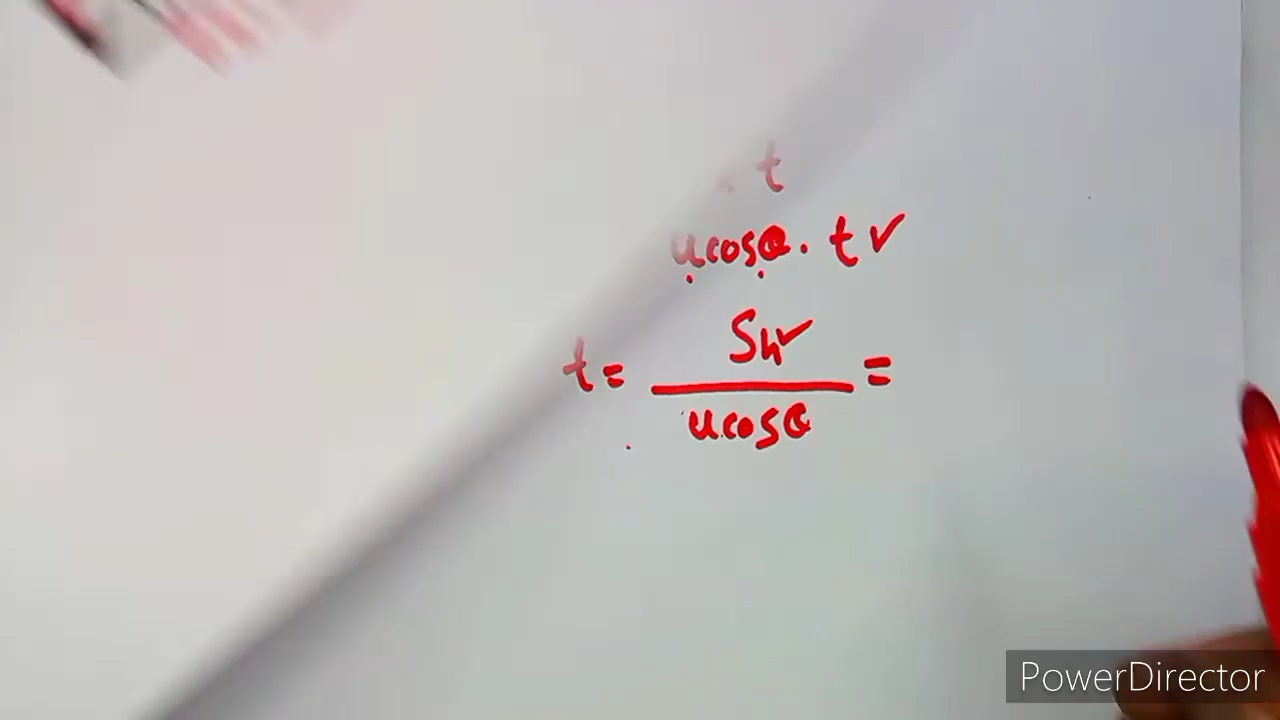 t
ucosθ. t ✓
Sh✓
t = ―――― =
ucosθ
PowerDirector